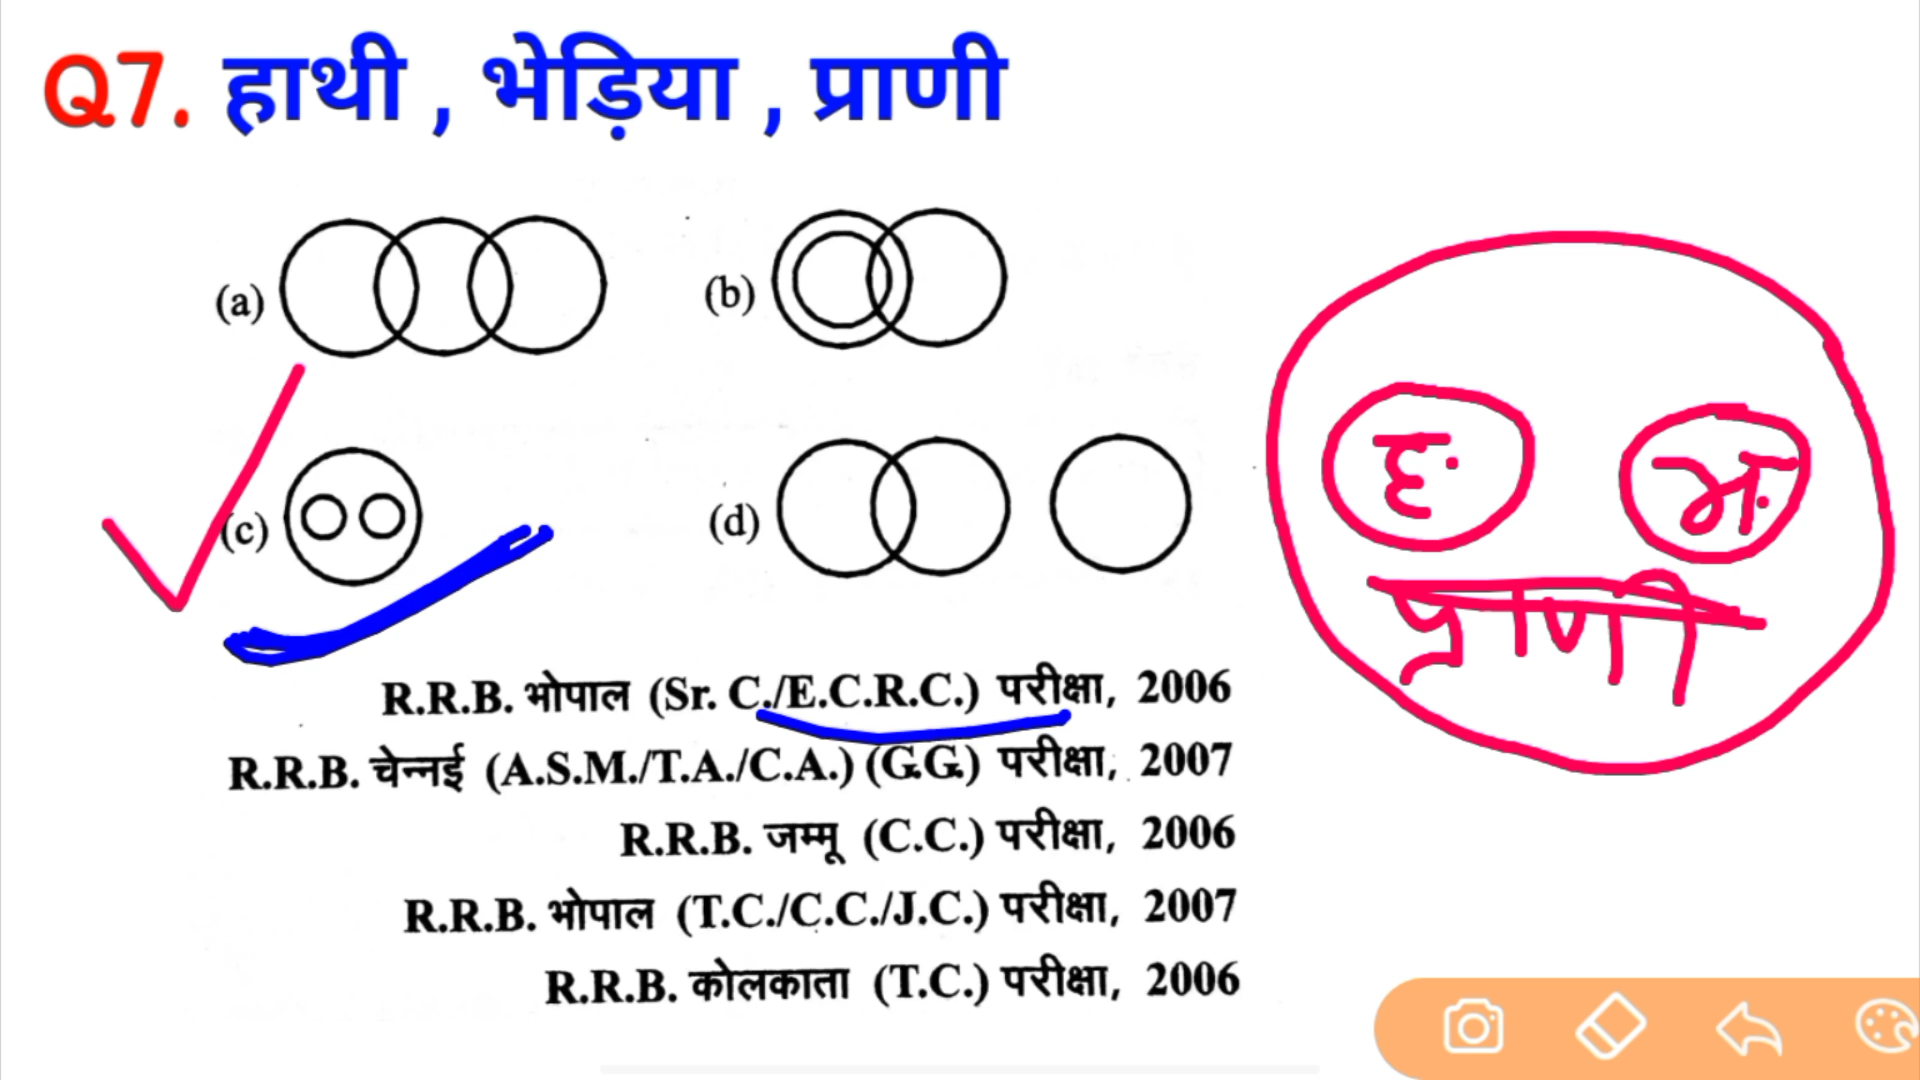 Q7. हाथी , भेड़िया , प्राणी
(a)
(b)
(c)
(d)
ह.
भ.
प्राणी
R.R.B. भोपाल (Sr. C./E.C.R.C.) परीक्षा, 2006
R.R.B. चेन्नई (A.S.M./T.A./C.A.) (G.G.) परीक्षा, 2007
R.R.B. जम्मू (C.C.) परीक्षा, 2006
R.R.B. भोपाल (T.C./C.C./J.C.) परीक्षा, 2007
R.R.B. कोलकाता (T.C.) परीक्षा, 2006